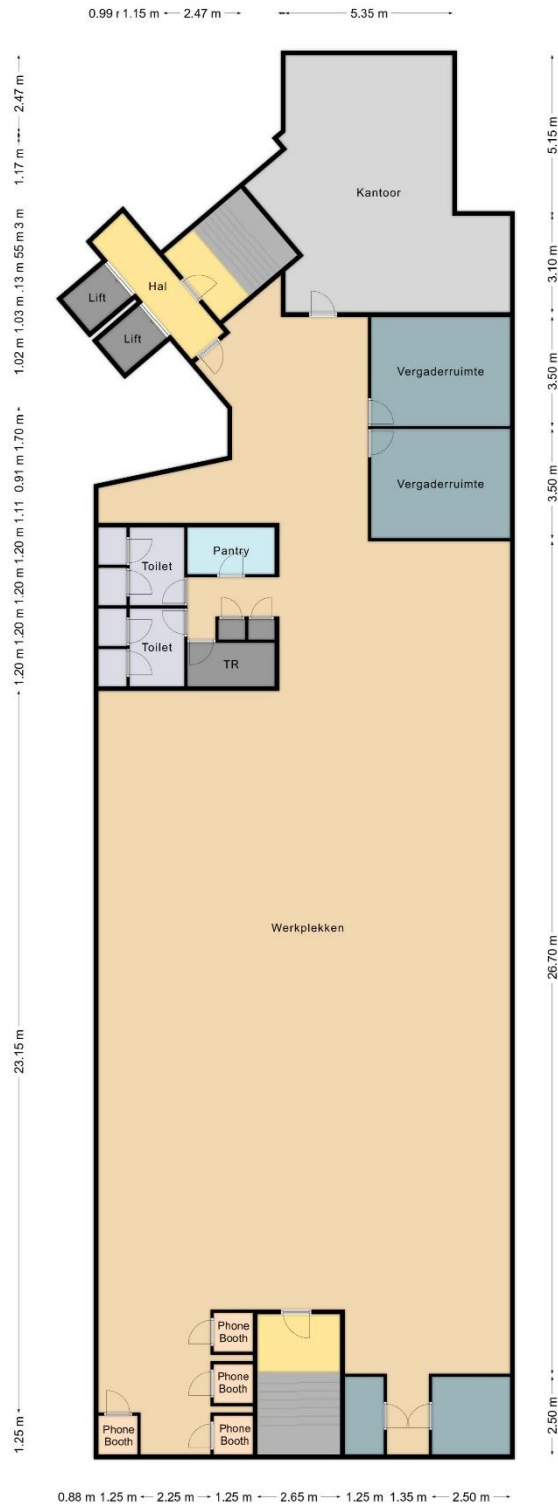 0.99 r 1.15 m 2.47 m 5.35 m
Kantoor
Hal
Lift
Lift
Vergaderruimte
Vergaderruimte
Pantry
Toilet
Toilet
TR
Werkplekken
Phone
Booth
Phone
Booth
Phone
Booth
Phone
Booth
2.47 m
1.17 m
1.02 m 1.03 m .13 m 55 m 3 m
1.20 m 1.20 m 1.20 m 1.20 m 1.11 0.91 m 1.70 m
23.15 m
1.25 m
5.15 m
3.10 m
3.50 m
3.50 m
26.70 m
2.50 m
0.88 m 1.25 m 2.25 m 1.25 m 2.65 m 1.25 m 1.35 m 2.50 m